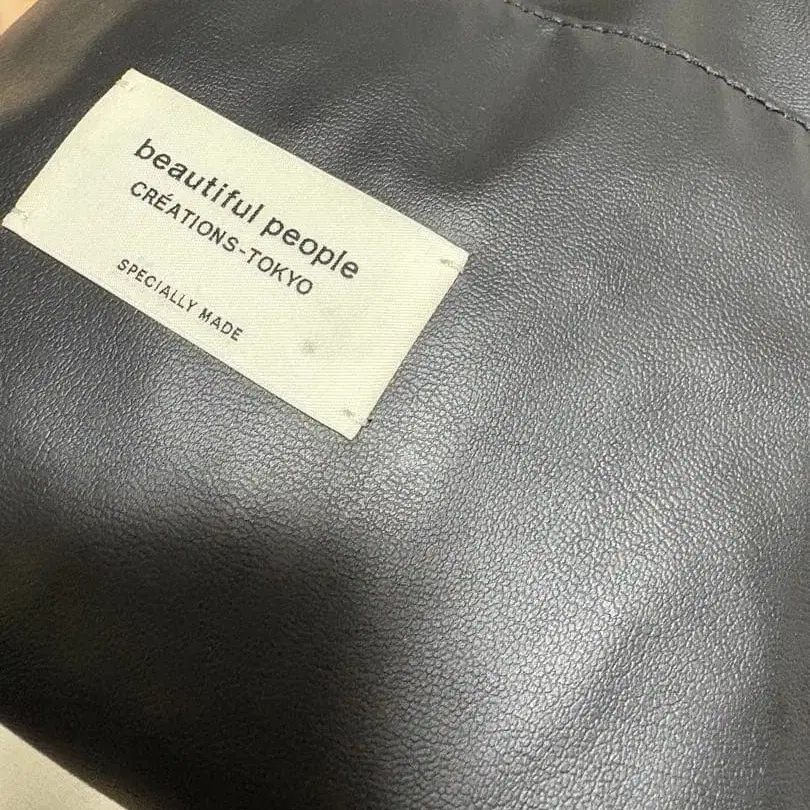 beautiful people
CRÉATIONS-TOKYO
SPECIALLY MADE